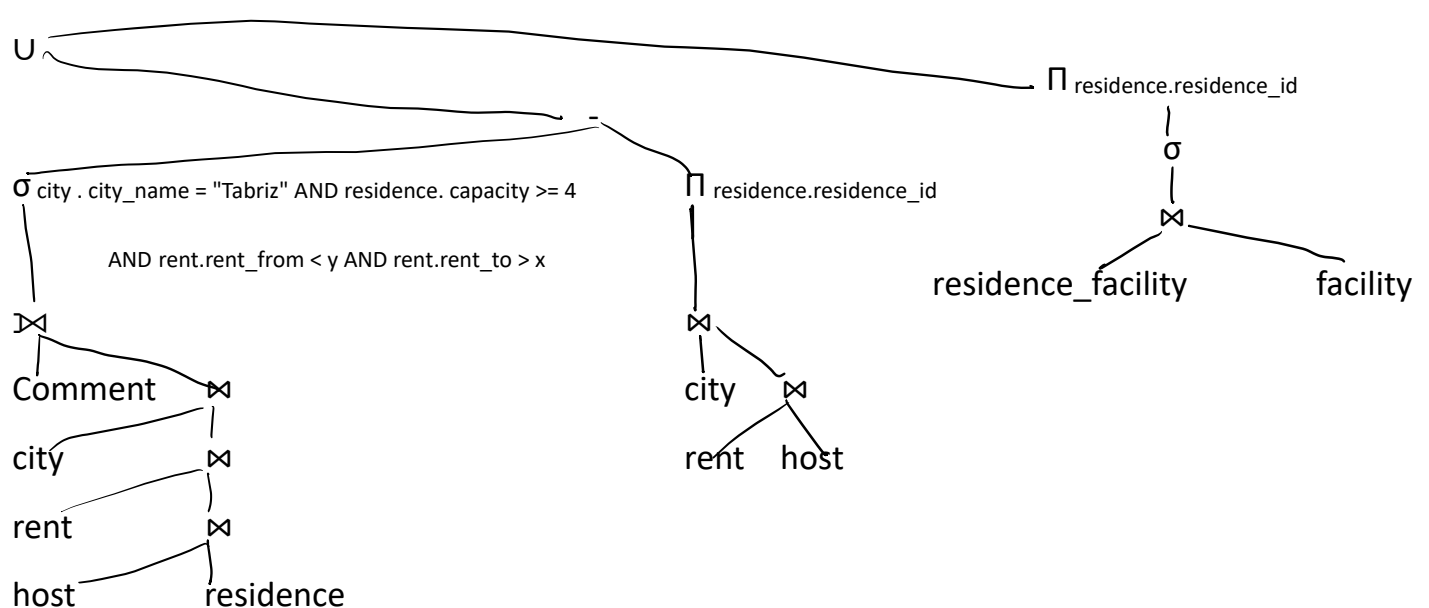 ∪
Π residence.residence_id
-
σ
σ city . city_name = "Tabriz" AND residence. capacity >= 4
Π residence.residence_id
⋈
AND rent.rent_from < y AND rent.rent_to > x
residence_facility facility
⟕ ⋈
Comment ⋈ city ⋈
city ⋈ rent host
rent ⋈
host residence